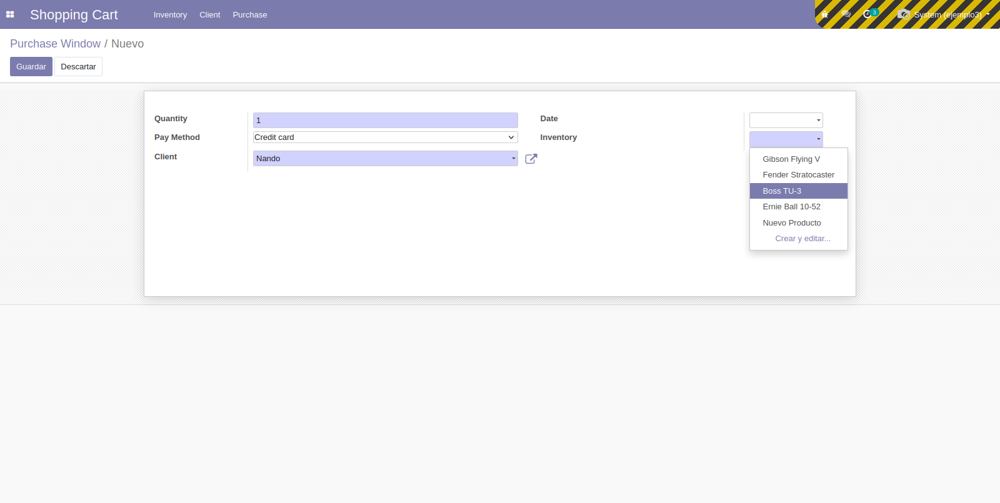 Shopping Cart Inventory Client Purchase 3 System (ejemplo3)
Purchase Window / Nuevo
Guardar Descartar
Quantity 1 Date
Pay Method Credit card Inventory
Client Nando
Gibson Flying V
Fender Stratocaster
Boss TU-3
Ernie Ball 10-52
Nuevo Producto
Crear y editar...